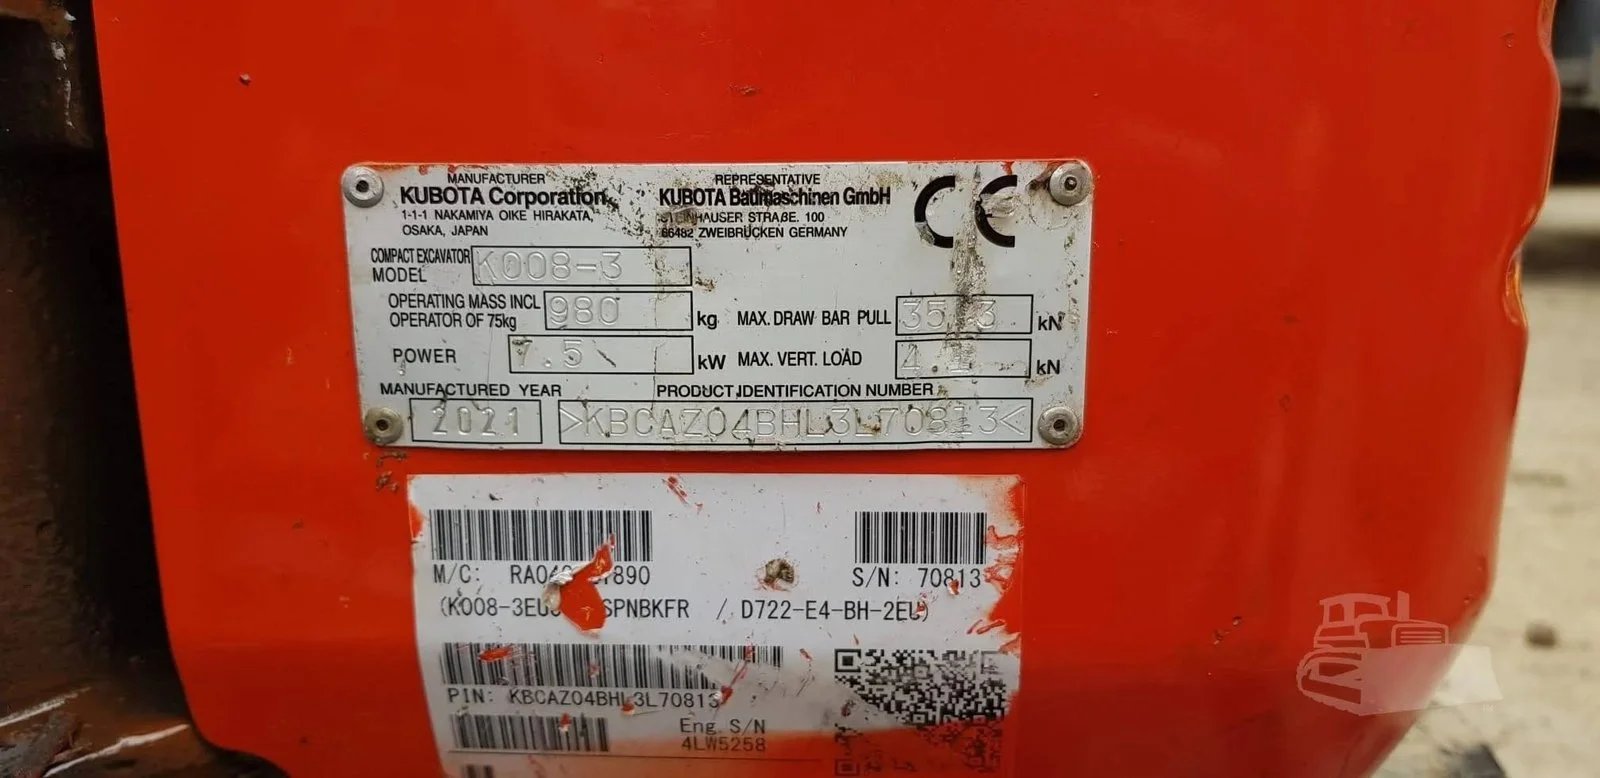 MANUFACTURER
KUBOTA Corporation
1-1-1 NAKAMIYA OIKE HIRAKATA,
OSAKA, JAPAN
REPRESENTATIVE
KUBOTA Baumaschinen GmbH
STEINHAUSER STRAßE. 100
66482 ZWEIBRÜCKEN GERMANY
CE
COMPACT EXCAVATOR
MODEL K008-3
OPERATING MASS INCL
OPERATOR OF 75kg 980 kg
MAX. DRAW BAR PULL kN
POWER 7.5 kW
MAX. VERT. LOAD 4.1 kN
MANUFACTURED YEAR
2021
PRODUCT IDENTIFICATION NUMBER
>KBCAZ04BHL3L70813<
M/C:
S/N: 70813
/ D722-E4-BH-2EU)
PIN: KBCAZ04BHL3L70813
Eng. S/N
4LW5258